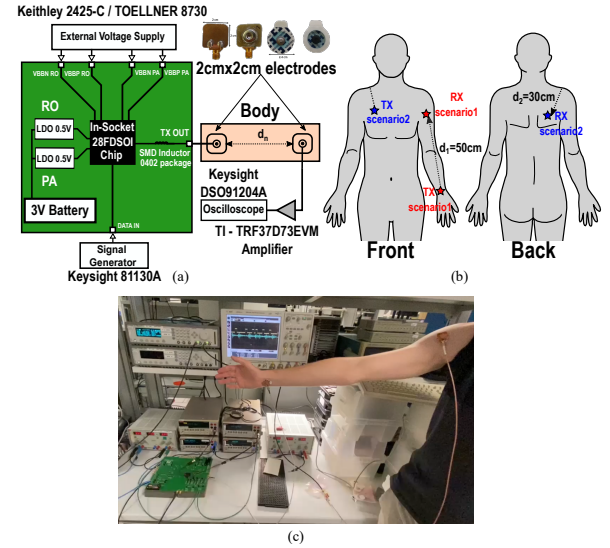 Keithley 2425-C / TOELLNER 8730
External Voltage Supply
VBBN RO
VBBP RO
VBBN PA
VBBP PA
2cmx2cm electrodes
RO
LDO 0.5V
LDO 0.5V
PA
3V Battery
In-Socket
28FDSOI
Chip
TX OUT
SMD Inductor
0402 package
DATA IN
Signal
Generator
Keysight 81130A
(a)
Body
dn
Keysight
DSO91204A
Oscilloscope
TI - TRF37D73EVM
Amplifier
TX
scenario2
RX
scenario1
d1=50cm
TX
scenario1
Front
d2=30cm
RX
scenario2
Back
(b)
(c)